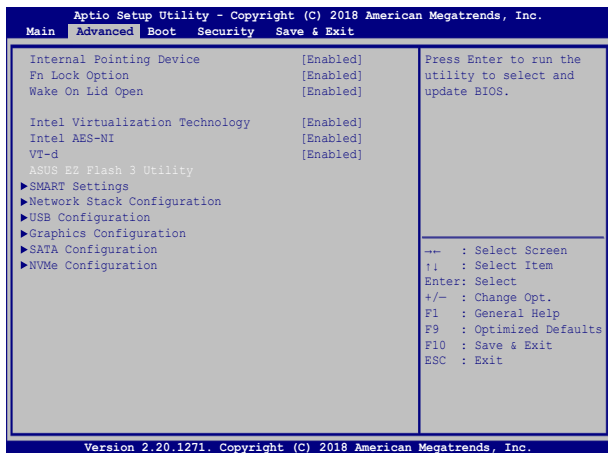 Aptio Setup Utility - Copyright (C) 2018 American Megatrends, Inc.
Main Advanced Boot Security Save & Exit
Internal Pointing Device [Enabled]
Fn Lock Option [Enabled]
Wake On Lid Open [Enabled]
Intel Virtualization Technology [Enabled]
Intel AES-NI [Enabled]
VT-d [Enabled]
ASUS EZ Flash 3 Utility
▶SMART Settings
▶Network Stack Configuration
▶USB Configuration
▶Graphics Configuration
▶SATA Configuration
▶NVMe Configuration
Press Enter to run the
utility to select and
update BIOS.
→← : Select Screen
↑↓ : Select Item
Enter: Select
+/— : Change Opt.
F1 : General Help
F9 : Optimized Defaults
F10 : Save & Exit
ESC : Exit
Version 2.20.1271. Copyright (C) 2018 American Megatrends, Inc.